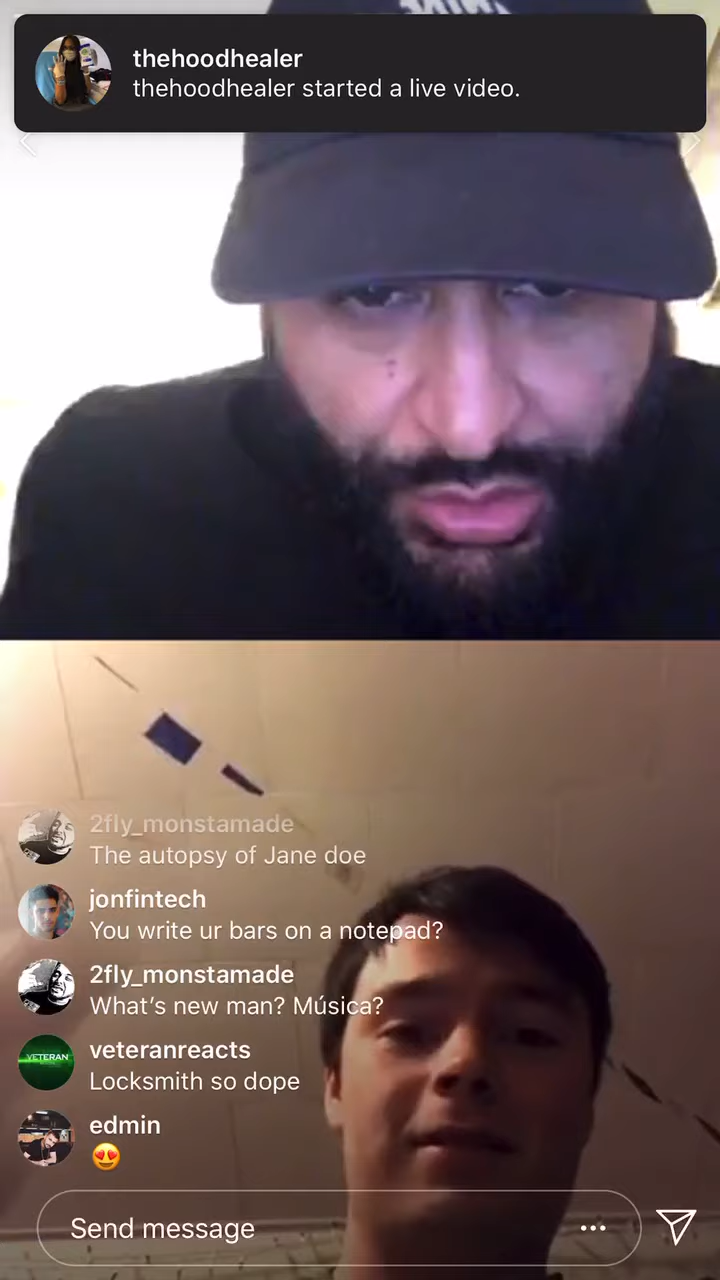 thehoodhealer
thehoodhealer started a live video.
2fly_monstamade
The autopsy of Jane doe
jonfintech
You write ur bars on a notepad?
2fly_monstamade
What's new man? Música?
VETERAN
veteranreacts
Locksmith so dope
edmin
😍
Send message